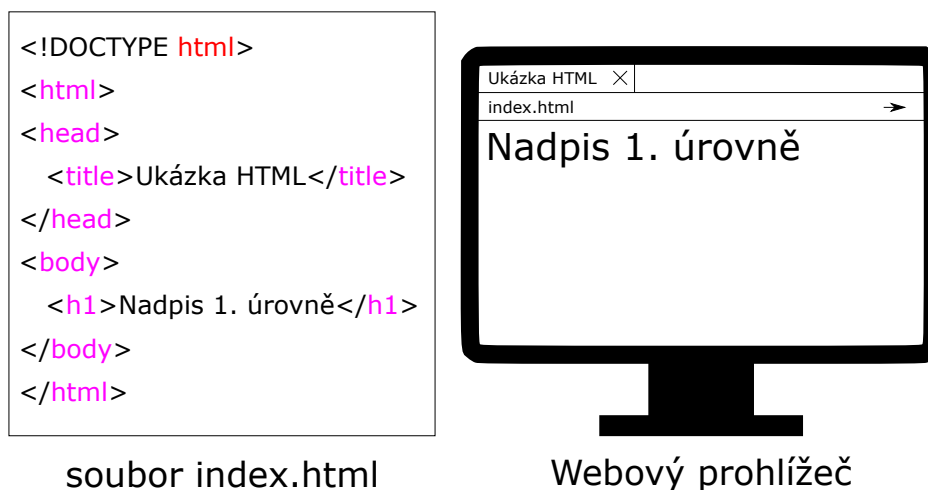 <!DOCTYPE html>
<html>
<head>
<title>Ukázka HTML</title>
</head>
<body>
<h1>Nadpis 1. úrovně</h1>
</body>
</html>
soubor index.html
Ukázka HTML
index.html
Nadpis 1. úrovně
Webový prohlížeč